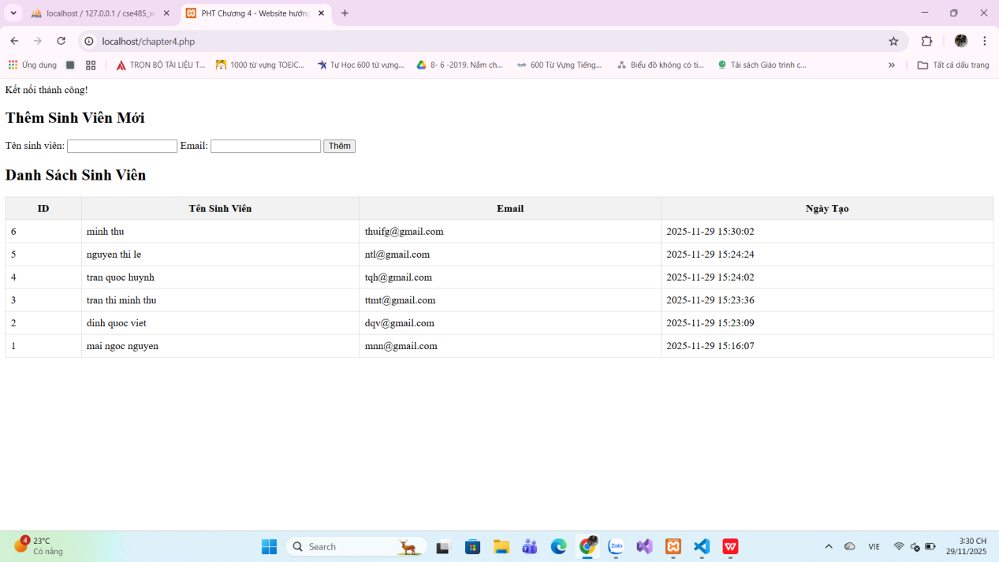 localhost / 127.0.0.1 / cse485_w
PHT Chương 4 - Website hướng
localhost/chapter4.php
Ứng dụng
TRỌN BỘ TÀI LIỆU T...
1000 từ vựng TOEIC...
Tự Học 600 từ vựng...
8- 6 -2019. Nắm ch...
600 Từ Vựng Tiếng...
Biểu đồ không có ti...
Tải sách Giáo trình c...
Tất cả dấu trang
Kết nối thành công!
Thêm Sinh Viên Mới
Tên sinh viên: Email: Thêm
Danh Sách Sinh Viên
ID Tên Sinh Viên Email Ngày Tạo
6 minh thu thuifg@gmail.com 2025-11-29 15:30:02
5 nguyen thi le ntl@gmail.com 2025-11-29 15:24:24
4 tran quoc huynh tqh@gmail.com 2025-11-29 15:24:02
3 tran thi minh thu ttmt@gmail.com 2025-11-29 15:23:36
2 dinh quoc viet dqv@gmail.com 2025-11-29 15:23:09
1 mai ngoc nguyen mnn@gmail.com 2025-11-29 15:16:07
4
23°C
Có nắng
Search
Zalo
VIE
3:30 CH
29/11/2025